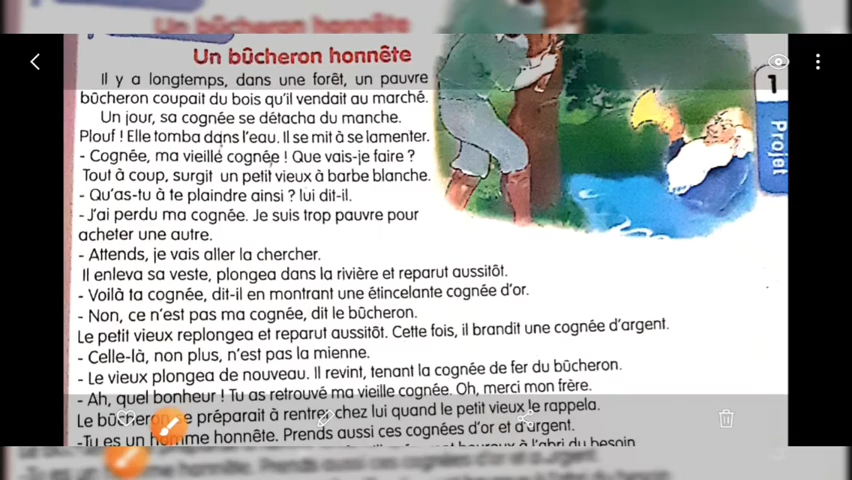 Un bûcheron honnête
Il y a longtemps, dans une forêt, un pauvre
bûcheron coupait du bois qu'il vendait au marché.
Un jour, sa cognée se détacha du manche.
Plouf ! Elle tomba dans l'eau. Il se mit à se lamenter.
- Cognée, ma vieille cognée ! Que vais-je faire ?
Tout à coup, surgit un petit vieux à barbe blanche.
- Qu'as-tu à te plaindre ainsi ? lui dit-il.
- J'ai perdu ma cognée. Je suis trop pauvre pour
acheter une autre.
- Attends, je vais aller la chercher.
Il enleva sa veste, plongea dans la rivière et reparut aussitôt.
- Voilà ta cognée, dit-il en montrant une étincelante cognée d'or.
- Non, ce n'est pas ma cognée, dit le bûcheron.
Le petit vieux replongea et reparut aussitôt. Cette fois, il brandit une cognée d'argent.
- Celle-là, non plus, n'est pas la mienne.
- Le vieux plongea de nouveau. Il revint, tenant la cognée de fer du bûcheron.
- Ah, quel bonheur ! Tu as retrouvé ma vieille cognée. Oh, merci mon frère.
Le bûcheron se préparait à rentrer chez lui quand le petit vieux le rappela.
-Tu es un homme honnête. Prends aussi ces cognées d'or et d'argent.
heureux à l'abri du besoin
1
Projet